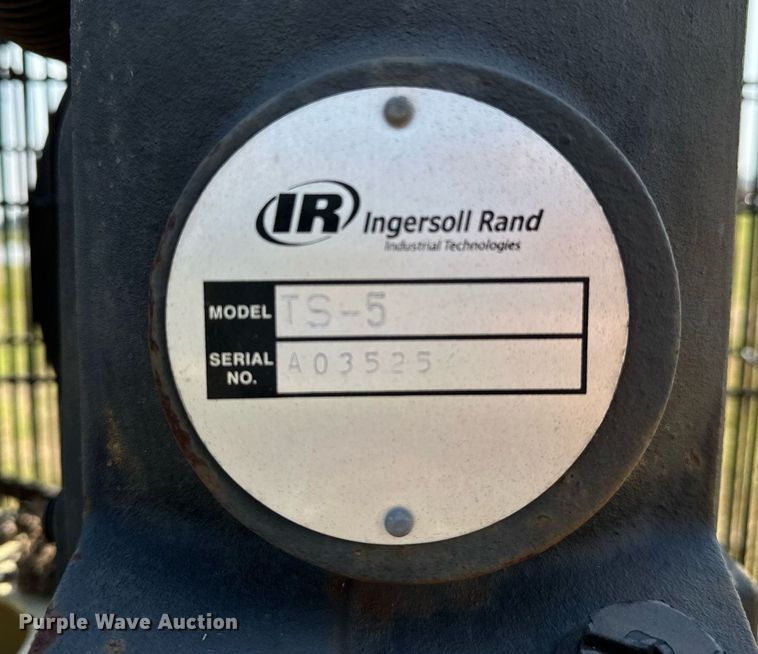 IR Ingersoll Rand
Industrial Technologies
MODEL TS-5
SERIAL NO. A03525
Purple Wave Auction